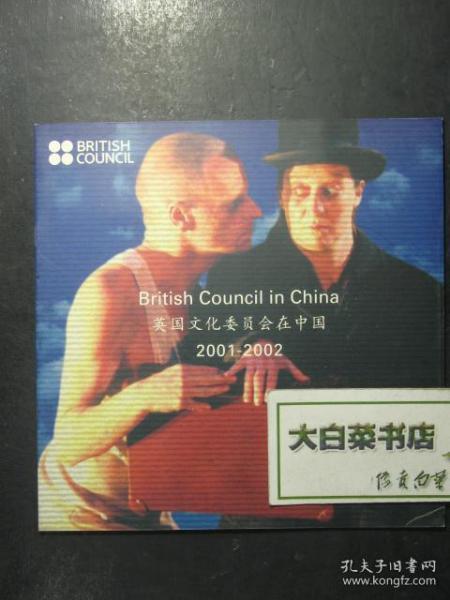 BRITISH
COUNCIL
British Council in China
英国文化委员会在中国
2001-2002
大白菜书店
孔夫子旧书网
www.kongfz.com